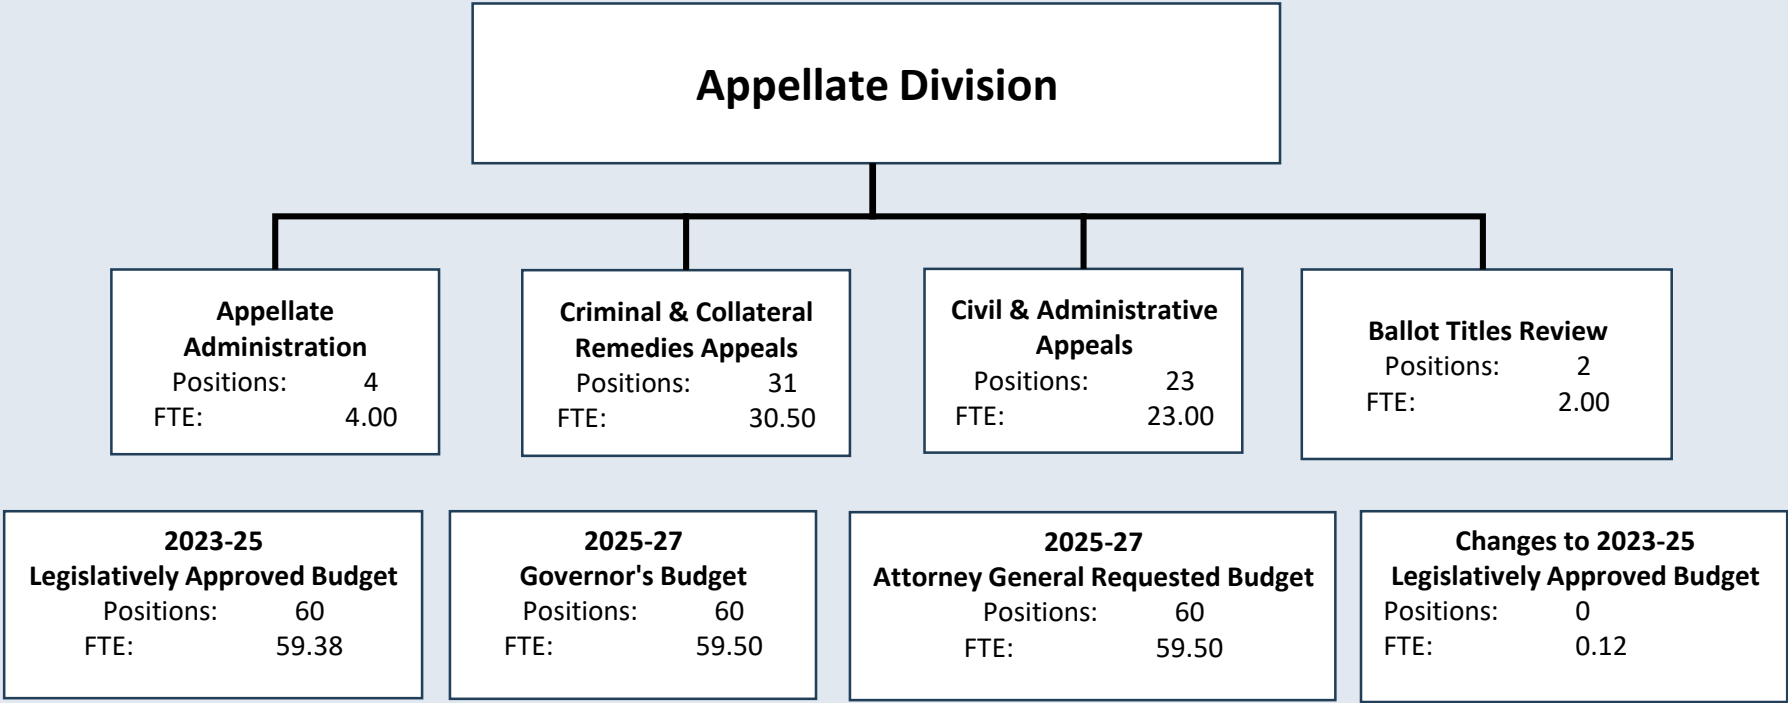 Appellate Division
Appellate
Administration
Positions: 4
FTE: 4.00
Criminal & Collateral
Remedies Appeals
Positions: 31
FTE: 30.50
Civil & Administrative
Appeals
Positions: 23
FTE: 23.00
Ballot Titles Review
Positions: 2
FTE: 2.00
2023-25
Legislatively Approved Budget
Positions: 60
FTE: 59.38
2025-27
Governor's Budget
Positions: 60
FTE: 59.50
2025-27
Attorney General Requested Budget
Positions: 60
FTE: 59.50
Changes to 2023-25
Legislatively Approved Budget
Positions: 0
FTE: 0.12